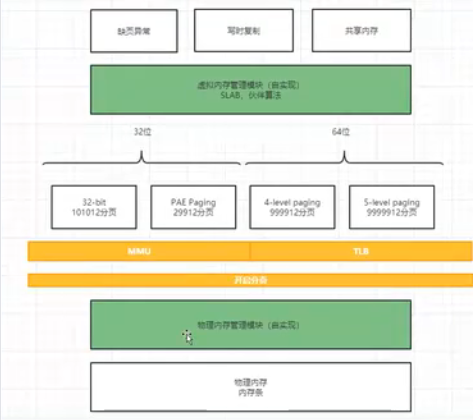 缺页异常
写时复制
共享内存
虚拟内存管理模块（自实现）
SLAB、伙伴算法
32位
64位
32-bit
101012分页
PAE Paging
29912分页
4-level paging
999912分页
5-level paging
9999912分页
MMU
TLB
开启分页
物理内存管理模块（自实现）
物理内存
内存条